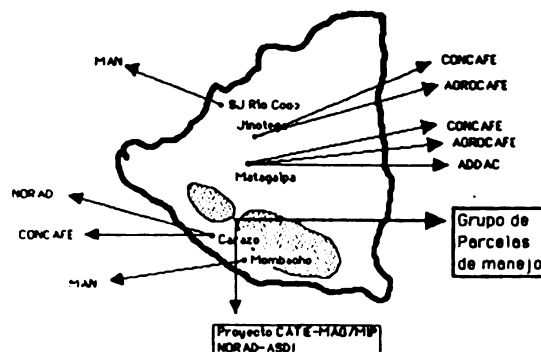 MAN
CONCAFE
SJ Rio Coco
AGROCAFE
Jinotega
CONCAFE
AGROCAFE
Matagalpa
ADDAC
NORAD
CONCAFE
Carazo
Grupo de
Parcelas
de manejo
Mombacho
MAN
Proyecto CATIE-MAG/MIP
NORAD-ASDI